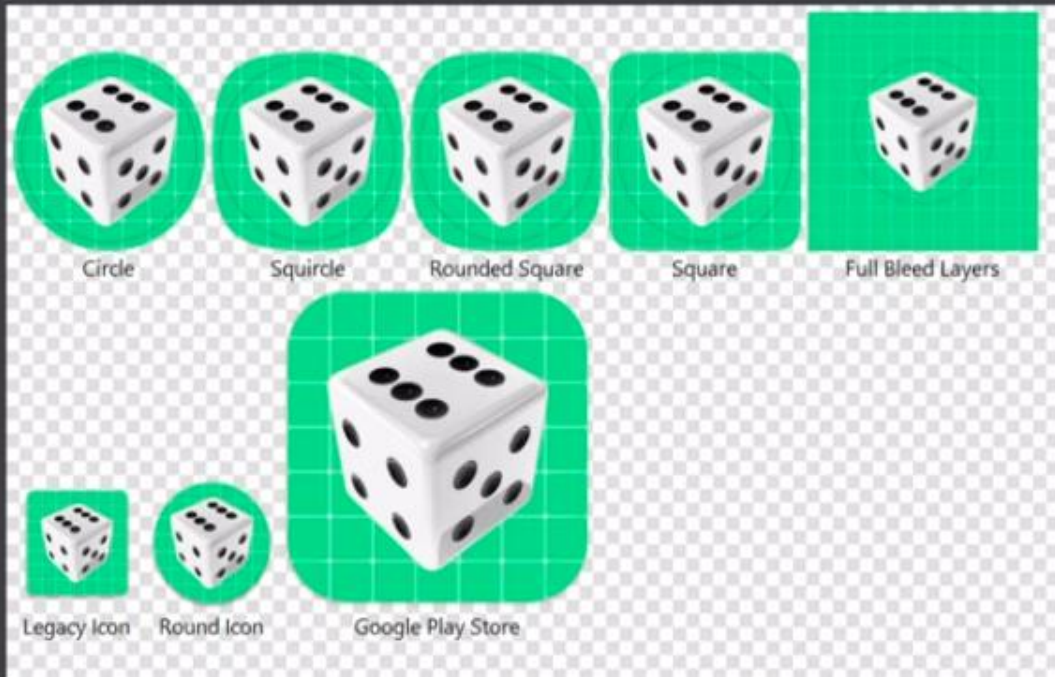 Circle
Squircle
Rounded Square
Square
Full Bleed Layers
Legacy Icon
Round Icon
Google Play Store